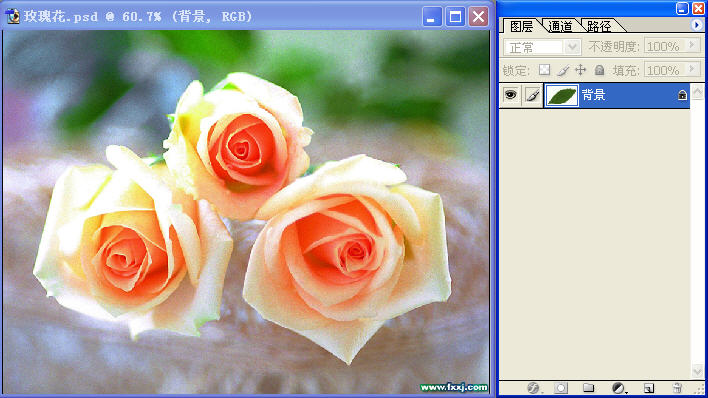 玫瑰花.psd @ 60.7% (背景, RGB)
图层 通道 路径
正常 不透明度: 100%
锁定: 填充: 100%
背景
www.fxxj.com